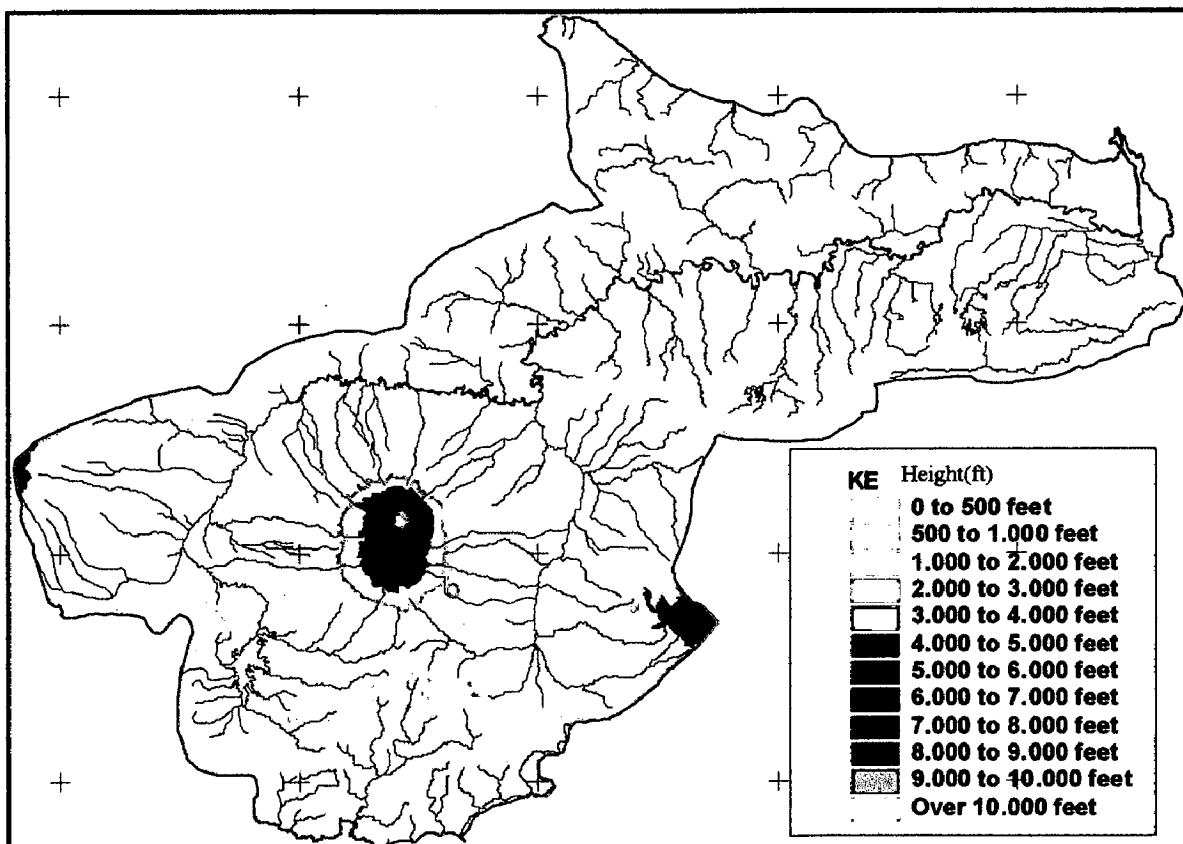 KE Height(ft)
0 to 500 feet
500 to 1.000 feet
1.000 to 2.000 feet
2.000 to 3.000 feet
3.000 to 4.000 feet
4.000 to 5.000 feet
5.000 to 6.000 feet
6.000 to 7.000 feet
7.000 to 8.000 feet
8.000 to 9.000 feet
9.000 to 10.000 feet
Over 10.000 feet